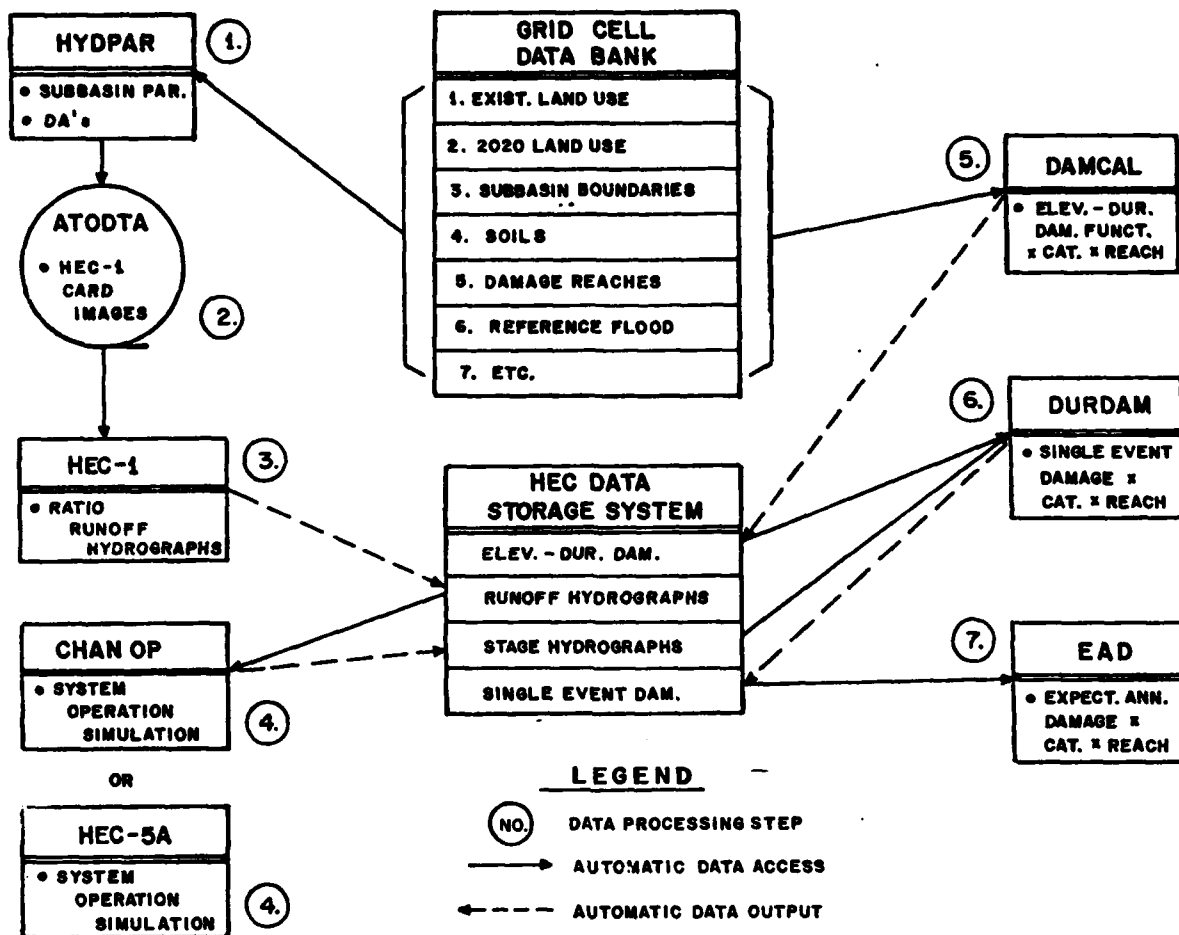 HYDPAR
1.
• SUBBASIN PAR.
• DA's
ATODTA
• HEC-1
CARD
IMAGES
2.
HEC-1
3.
• RATIO
RUNOFF
HYDROGRAPHS
CHAN OP
• SYSTEM
OPERATION
SIMULATION
4.
OR
HEC-5A
• SYSTEM
OPERATION
SIMULATION
4.
GRID CELL
DATA BANK
1. EXIST. LAND USE
2. 2020 LAND USE
3. SUBBASIN BOUNDARIES
4. SOILS
5. DAMAGE REACHES
6. REFERENCE FLOOD
7. ETC.
HEC DATA
STORAGE SYSTEM
ELEV. - DUR. DAM.
RUNOFF HYDROGRAPHS
STAGE HYDROGRAPHS
SINGLE EVENT DAM.
5.
DAMCAL
• ELEV. - DUR.
DAM. FUNCT.
x CAT. x REACH
6.
DURDAM
• SINGLE EVENT
DAMAGE x
CAT. x REACH
7.
EAD
• EXPECT. ANN.
DAMAGE x
CAT. x REACH
LEGEND
NO. DATA PROCESSING STEP
AUTOMATIC DATA ACCESS
AUTOMATIC DATA OUTPUT